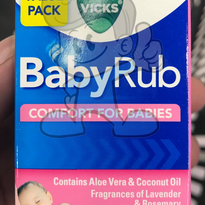 PACK
VICKS
BabyRub
COMFORT FOR BABIES
Contains Aloe Vera & Coconut Oil
Fragrances of Lavender
& Rosemary